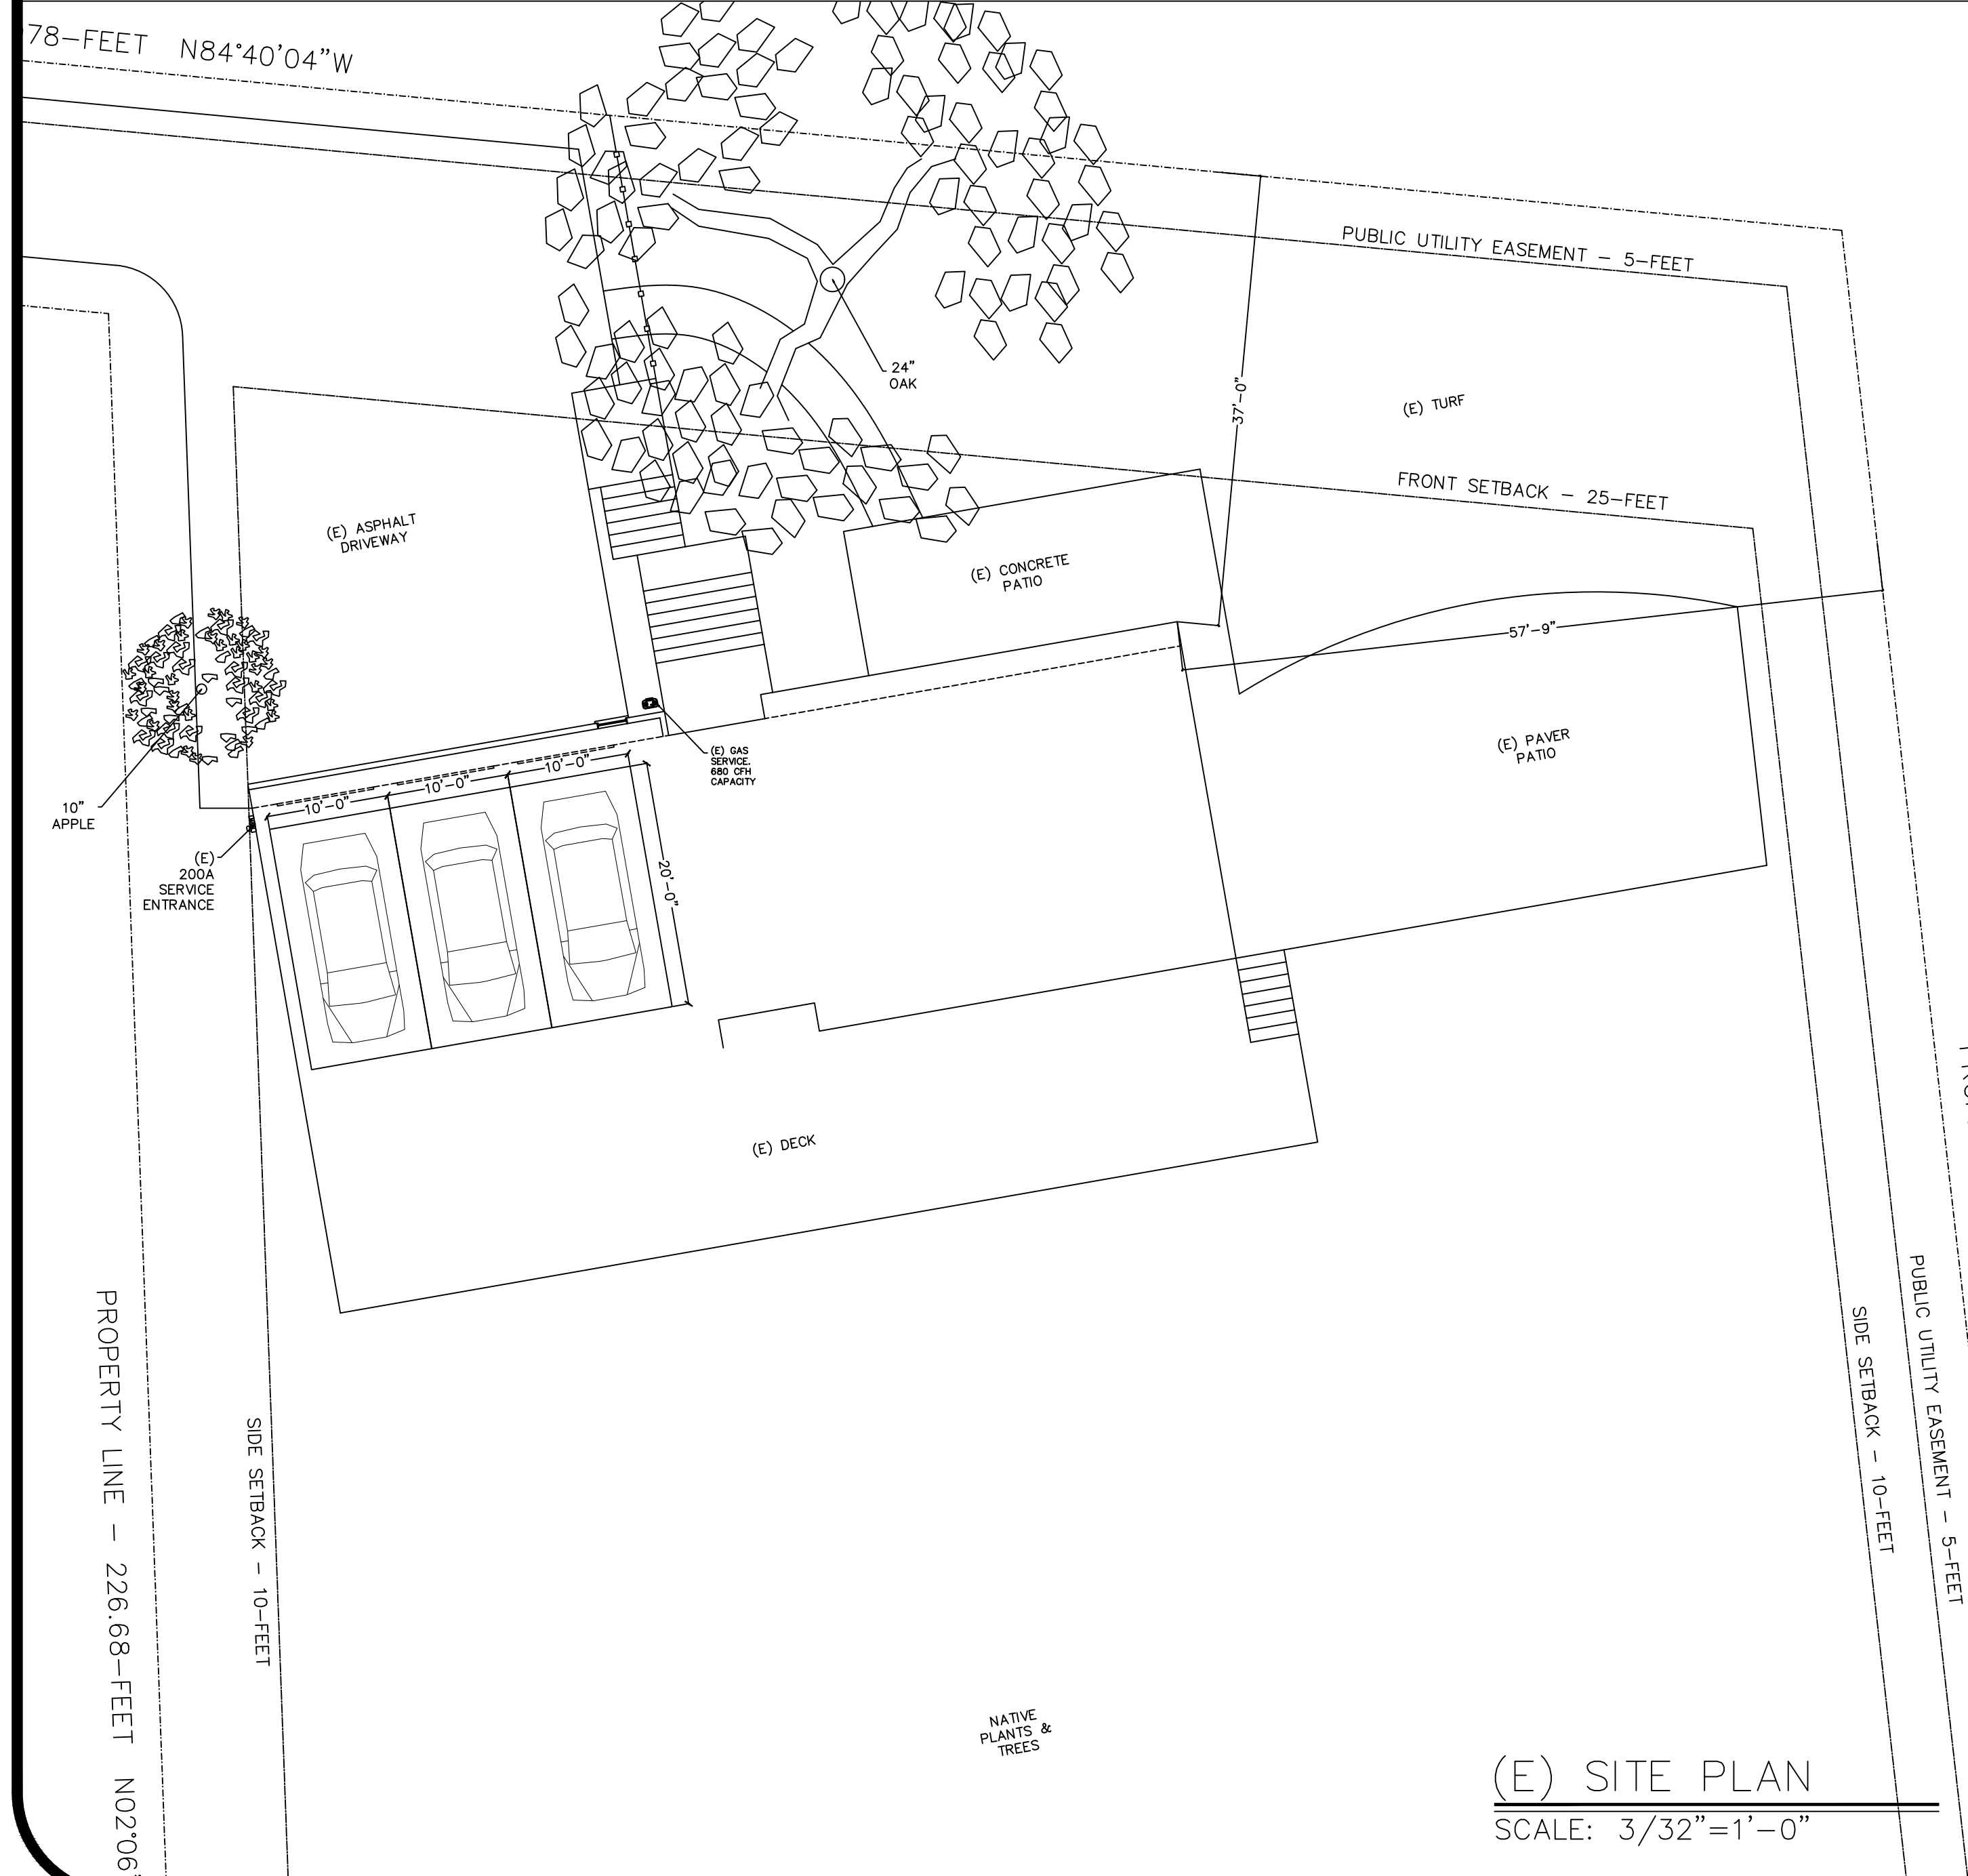 78-FEET N84°40'04"W
PUBLIC UTILITY EASEMENT - 5-FEET
24"
OAK
37'-0"
(E) TURF
FRONT SETBACK - 25-FEET
(E) ASPHALT
DRIVEWAY
(E) CONCRETE
PATIO
57'-9"
(E) PAVER
PATIO
(E) GAS
SERVICE.
680 CFH
CAPACITY
10'-0"
10'-0"
10'-0"
20'-0"
10"
APPLE
(E)
200A
SERVICE
ENTRANCE
(E) DECK
PROPERTY LINE - 226.68-FEET N02°06'
SIDE SETBACK - 10-FEET
SIDE SETBACK - 10-FEET
PUBLIC UTILITY EASEMENT - 5-FEET
NATIVE
PLANTS &
TREES
(E) SITE PLAN
SCALE: 3/32"=1'-0"